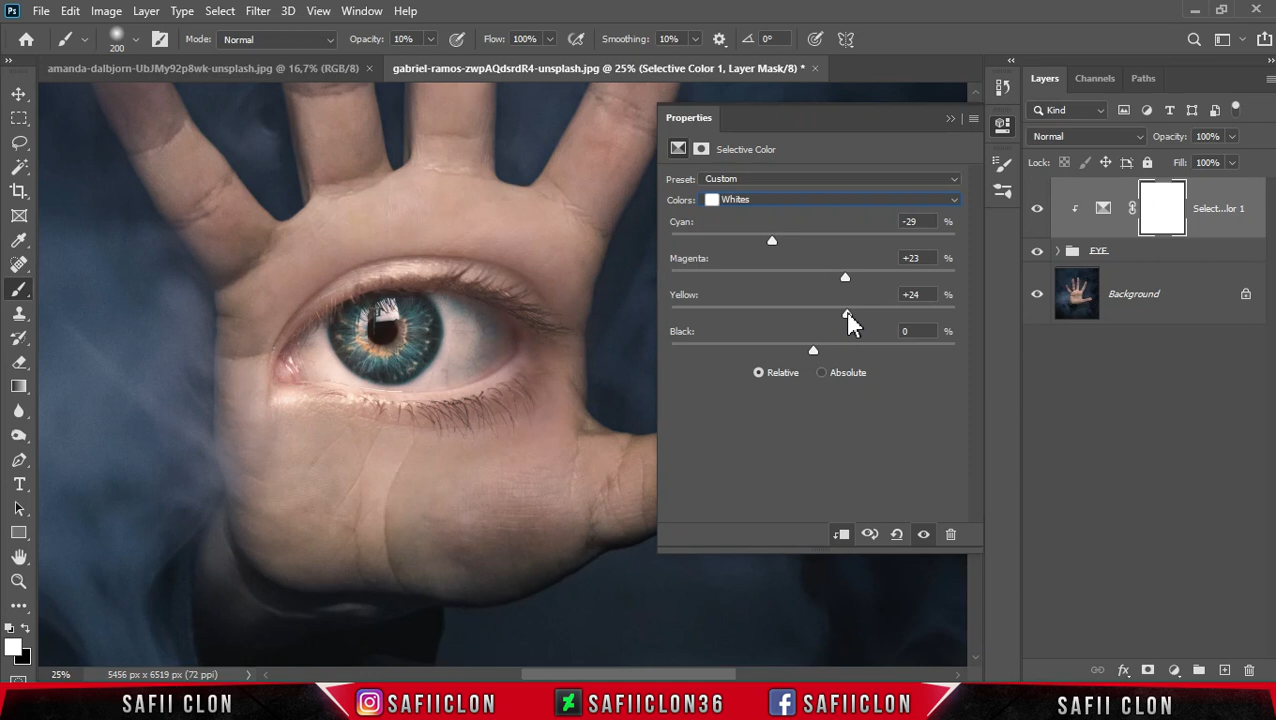 Ps File Edit Image Layer Type Select Filter 3D View Window Help
200 Mode: Normal Opacity: 10% Flow: 100% Smoothing: 10% 0°
amanda-dalbjorn-UbJMy92p8wk-unsplash.jpg @ 16,7% (RGB/8) × gabriel-ramos-zwpAQdsrdR4-unsplash.jpg @ 25% (Selective Color 1, Layer Mask/8) * ×
Properties
Selective Color
Preset: Custom
Colors: Whites
Cyan: -29 %
Magenta: +23 %
Yellow: +24 %
Black: 0 %
Relative Absolute
Layers Channels Paths
Kind
Normal Opacity: 100%
Lock: Fill: 100%
Select...lor 1
EYE
Background
25% 5456 px x 6519 px (72 ppi)
SAFII CLON SAFIICLON SAFIICLON36 SAFIICLON SAFII CLON